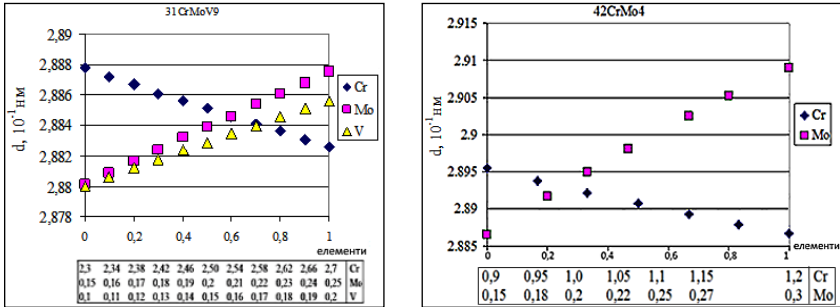 31CrMoV9
2,89
2,888
2,886
2,884
2,882
2,88
2,878
d, 10⁻¹нм
0 0,2 0,4 0,6 0,8 1
елементи
Cr
Mo
V
2,3 2,34 2,38 2,42 2,46 2,50 2,54 2,58 2,62 2,66 2,7 Cr
0,15 0,16 0,17 0,18 0,19 0,2 0,21 0,22 0,23 0,24 0,25 Mo
0,1 0,11 0,12 0,13 0,14 0,15 0,16 0,17 0,18 0,19 0,2 V
42CrMo4
2.915
2.91
2.905
2.9
2.895
2.89
2.885
d, 10⁻¹нм
0 0,2 0,4 0,6 0,8 1
елементи
Cr
Mo
0,9 0,95 1,0 1,05 1,1 1,15 1,2 Cr
0,15 0,18 0,2 0,22 0,25 0,27 0,3 Mo